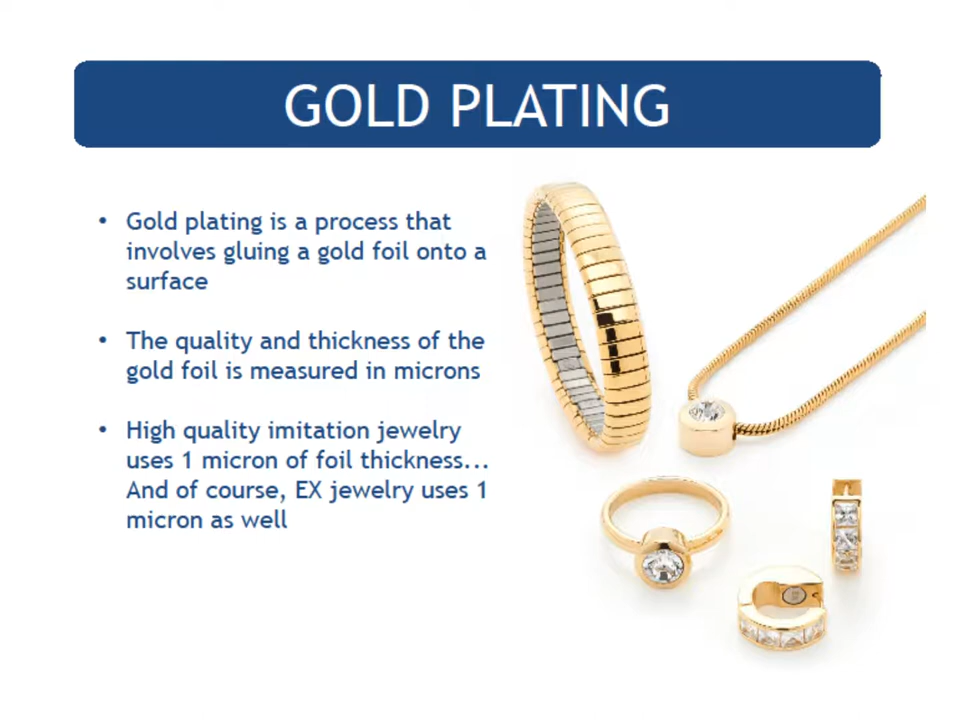 GOLD PLATING
• Gold plating is a process that
involves gluing a gold foil onto a
surface
• The quality and thickness of the
gold foil is measured in microns
• High quality imitation jewelry
uses 1 micron of foil thickness...
And of course, EX jewelry uses 1
micron as well